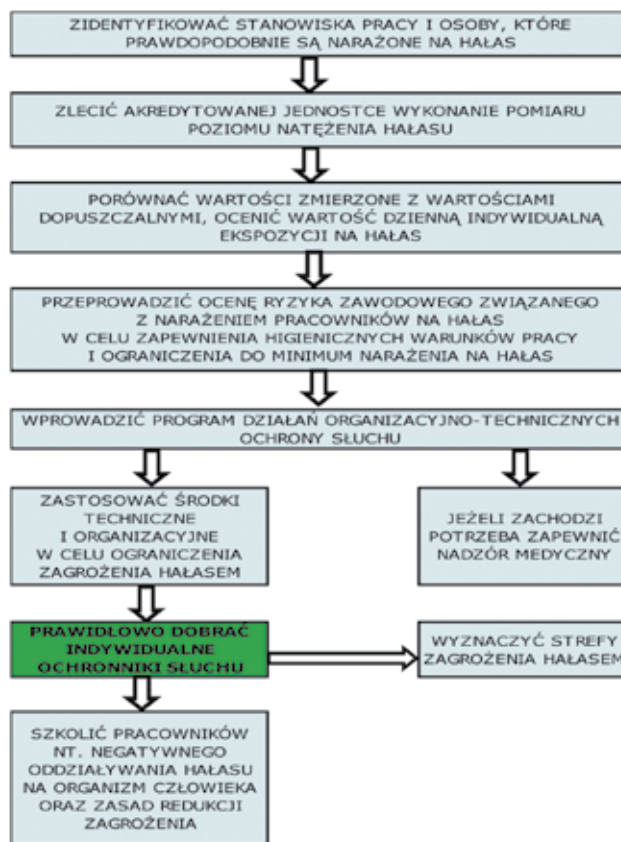 ZIDENTYFIKOWAĆ STANOWISKA PRACY I OSOBY, KTÓRE
PRAWDOPODOBNIE SĄ NARAŻONE NA HAŁAS
ZLECIĆ AKREDYTOWANEJ JEDNOSTCE WYKONANIE POMIARU
POZIOMU NATĘŻENIA HAŁASU
PORÓWNAĆ WARTOŚCI ZMIERZONE Z WARTOŚCIAMI
DOPUSZCZALNYMI, OCENIĆ WARTOŚĆ DZIENNĄ INDYWIDUALNĄ
EKSPOZYCJI NA HAŁAS
PRZEPROWADZIĆ OCENĘ RYZYKA ZAWODOWEGO ZWIĄZANEGO
Z NARAŻENIEM PRACOWNIKÓW NA HAŁAS
W CELU ZAPEWNIENIA HIGIENICZNYCH WARUNKÓW PRACY
I OGRANICZENIA DO MINIMUM NARAŻENIA NA HAŁAS
WPROWADZIĆ PROGRAM DZIAŁAŃ ORGANIZACYJNO-TECHNICZNYCH
OCHRONY SŁUCHU
ZASTOSOWAĆ ŚRODKI
TECHNICZNE
I ORGANIZACYJNE
W CELU OGRANICZENIA
ZAGROŻENIA HAŁASEM
JEŻELI ZACHODZI
POTRZEBA ZAPEWNIĆ
NADZÓR MEDYCZNY
PRAWIDŁOWO DOBRAĆ
INDYWIDUALNE
OCHRONNIKI SŁUCHU
WYZNACZYĆ STREFY
ZAGROŻENIA HAŁASEM
SZKOLIĆ PRACOWNIKÓW
NT. NEGATYWNEGO
ODDZIAŁYWANIA HAŁASU
NA ORGANIZM CZŁOWIEKA
ORAZ ZASAD REDUKCJI
ZAGROŻENIA